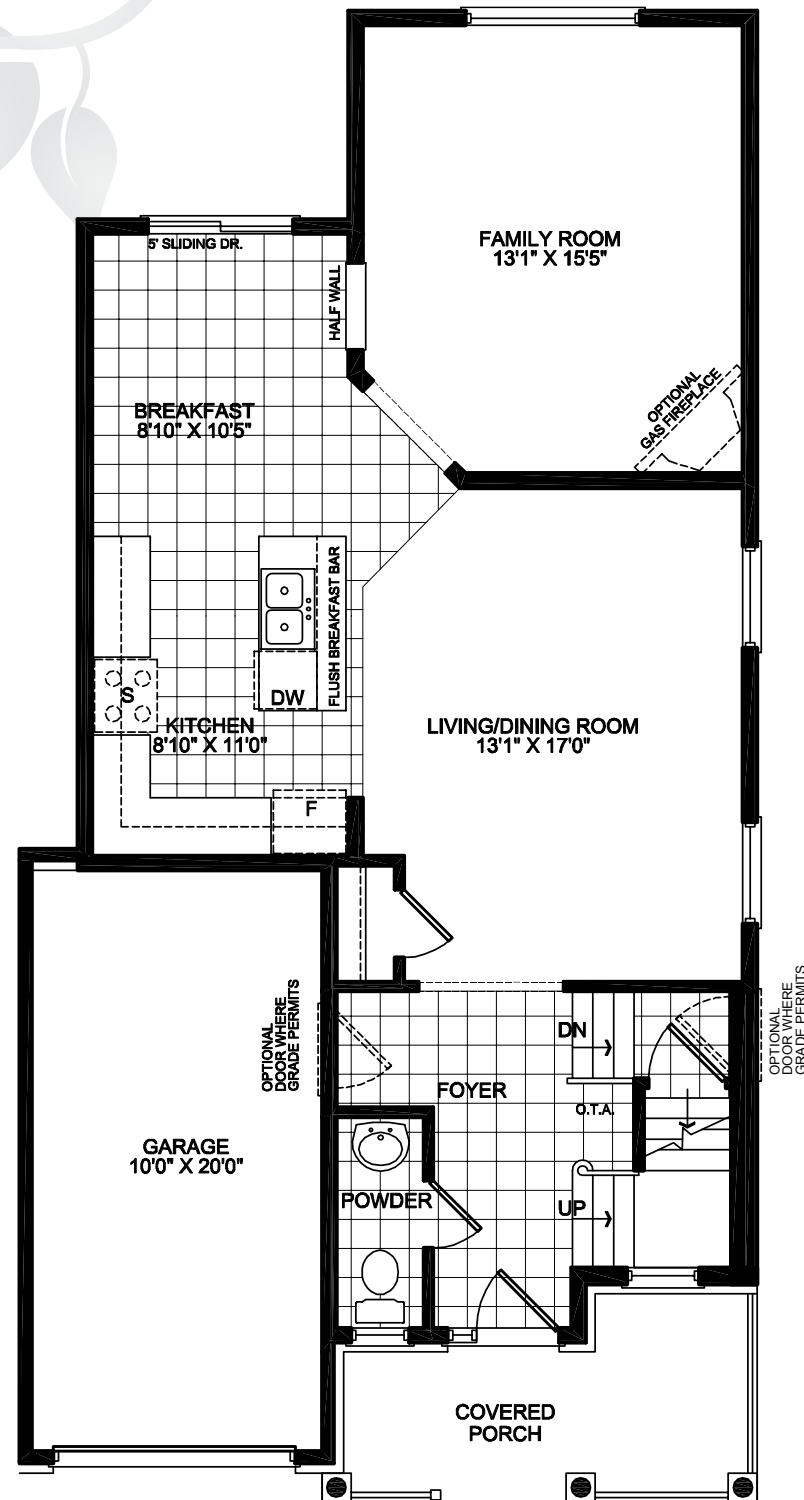 FAMILY ROOM
13'1" X 15'5"
5' SLIDING DR.
HALF WALL
OPTIONAL
GAS FIREPLACE
BREAKFAST
8'10" X 10'5"
FLUSH BREAKFAST BAR
S
DW
KITCHEN
8'10" X 11'0"
LIVING/DINING ROOM
13'1" X 17'0"
F
OPTIONAL
DOOR WHERE
GRADE PERMITS
OPTIONAL
DOOR WHERE
GRADE PERMITS
DN
FOYER
O.T.A.
GARAGE
10'0" X 20'0"
POWDER
UP
COVERED
PORCH